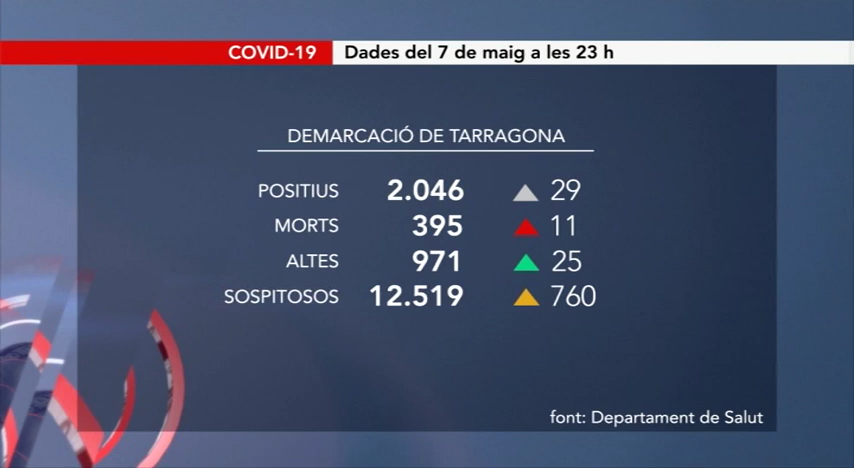 COVID-19 Dades del 7 de maig a les 23 h
DEMARCACIÓ DE TARRAGONA
POSITIUS 2.046 29
MORTS 395 11
ALTES 971 25
SOSPITOSOS 12.519 760
font: Departament de Salut